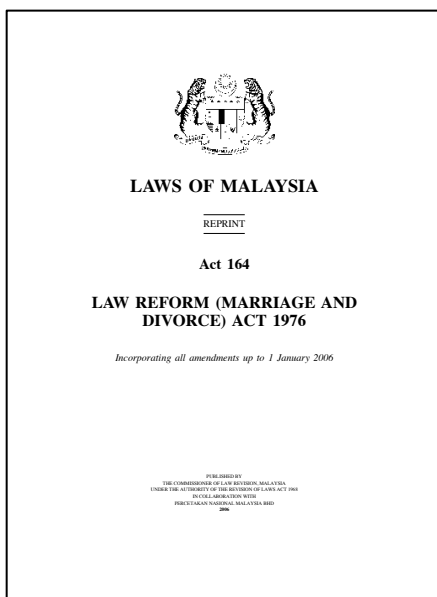 LAWS OF MALAYSIA
REPRINT
Act 164
LAW REFORM (MARRIAGE AND
DIVORCE) ACT 1976
Incorporating all amendments up to 1 January 2006
PUBLISHED BY
THE COMMISSIONER OF LAW REVISION, MALAYSIA
UNDER THE AUTHORITY OF THE REVISION OF LAWS ACT 1968
IN COLLABORATION WITH
PERCETAKAN NASIONAL MALAYSIA BHD
2006